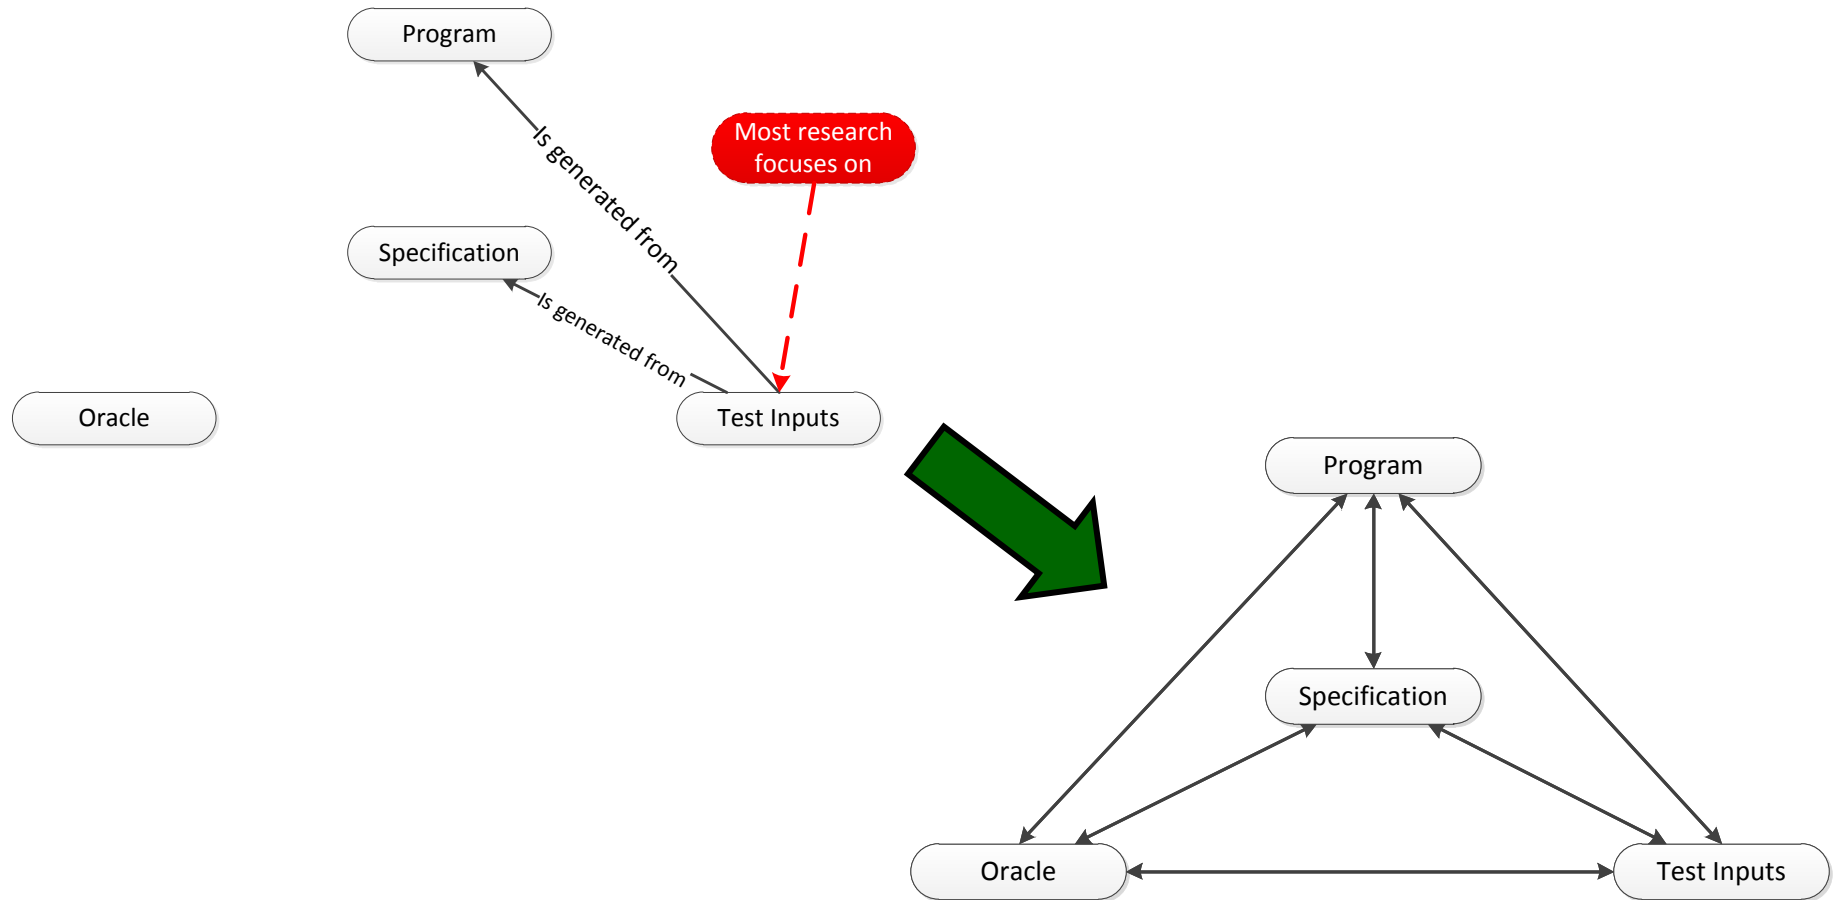 Program
Most research
focuses on
Is generated from
Specification
Is generated from
Oracle
Test Inputs
Program
Specification
Oracle
Test Inputs